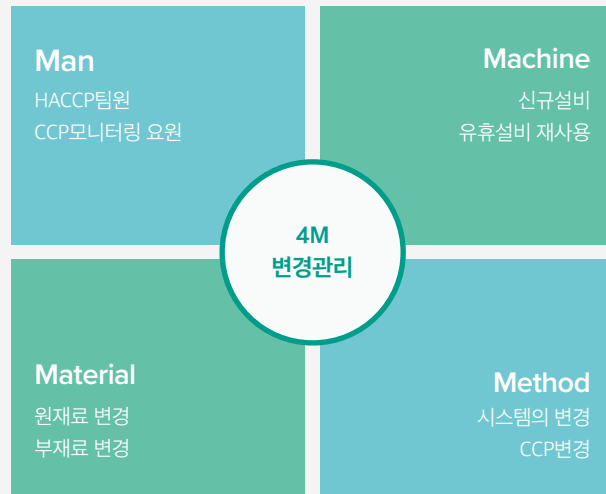 Man
HACCP팀원
CCP모니터링 요원
Machine
신규설비
유휴설비 재사용
4M
변경관리
Material
원재료 변경
부재료 변경
Method
시스템의 변경
CCP변경